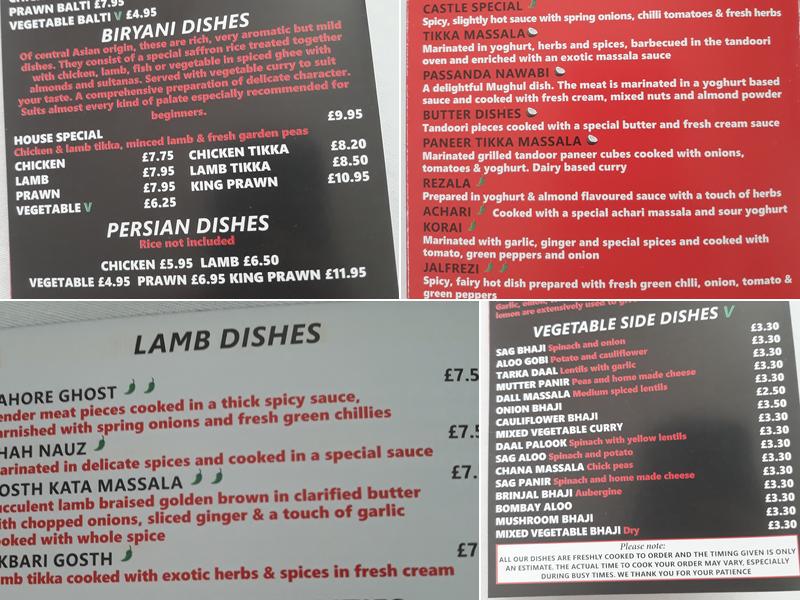 PRAWN BALTI £7.95
VEGETABLE BALTI V £4.95
BIRYANI DISHES
Of central Asian origin, these are rich, very aromatic but mild
dishes. They consist of a special saffron rice treated together
with chicken, lamb, fish or vegetable in spiced ghee with
almonds and sultanas. Served with vegetable curry to suit
your taste. A comprehensive preparation of delicate character.
Suits almost every kind of palate especially recommended for
beginners.
HOUSE SPECIAL £9.95
Chicken & lamb tikka, minced lamb & fresh garden peas
CHICKEN £7.75 CHICKEN TIKKA £8.20
LAMB £7.95 LAMB TIKKA £8.50
PRAWN £7.95 KING PRAWN £10.95
VEGETABLE V £6.25
PERSIAN DISHES
Rice not included
CHICKEN £5.95 LAMB £6.50
VEGETABLE £4.95 PRAWN £6.95 KING PRAWN £11.95
CASTLE SPECIAL
Spicy, slightly hot sauce with spring onions, chilli tomatoes & fresh herbs
TIKKA MASSALA
Marinated in yoghurt, herbs and spices, barbecued in the tandoori
oven and enriched with an exotic massala sauce
PASSANDA NAWABI
A delightful Mughul dish. The meat is marinated in a yoghurt based
sauce and cooked with fresh cream, mixed nuts and almond powder
BUTTER DISHES
Tandoori pieces cooked with a special butter and fresh cream sauce
PANEER TIKKA MASSALA
Marinated grilled tandoor paneer cubes cooked with onions,
tomatoes & yoghurt. Dairy based curry
REZALA
Prepared in yoghurt & almond flavoured sauce with a touch of herbs
ACHARI Cooked with a special achari massala and sour yoghurt
KORAI
Marinated with garlic, ginger and special spices and cooked with
tomato, green peppers and onion
JALFREZI
Spicy, fairy hot dish prepared with fresh green chlli, onion, tomato &
green peppers
LAMB DISHES
AHORE GHOST £7.5
ender meat pieces cooked in a thick spicy sauce,
arnished with spring onions and fresh green chillies
HAH NAUZ £7.
arinated in delicate spices and cooked in a special sauce
OSTH KATA MASSALA £7.
ucculent lamb braised golden brown in clarified butter
ith chopped onions, sliced ginger & a touch of garlic
ooked with whole spice
KBARI GOSTH £7
mb tikka cooked with exotic herbs & spices in fresh cream
lemon are extensively used to
VEGETABLE SIDE DISHES V
SAG BHAJI Spinach and onion £3.30
ALOO GOBI Potato and cauliflower £3.30
TARKA DAAL Lentils with garlic £3.30
MUTTER PANIR Peas and home made cheese £3.30
DALL MASSALA Medium spiced lentils £3.30
ONION BHAJI £2.50
CAULIFLOWER BHAJI £3.50
MIXED VEGETABLE CURRY £3.30
DAAL PALOOK Spinach with yellow lentils £3.30
SAG ALOO Spinach and potato £3.30
CHANA MASSALA Chick peas £3.30
SAG PANIR Spinach and home made cheese £3.30
BRINJAL BHAJI Aubergine £3.30
BOMBAY ALOO £3.30
MUSHROOM BHAJI £3.30
MIXED VEGETABLE BHAJI Dry £3.30
Please note:
ALL OUR DISHES ARE FRESHLY COOKED TO ORDER AND THE TIMING GIVEN IS ONLY
AN ESTIMATE. THE ACTUAL TIME TO COOK YOUR ORDER MAY VARY, ESPECIALLY
DURING BUSY TIMES. WE THANK YOU FOR YOUR PATIENCE